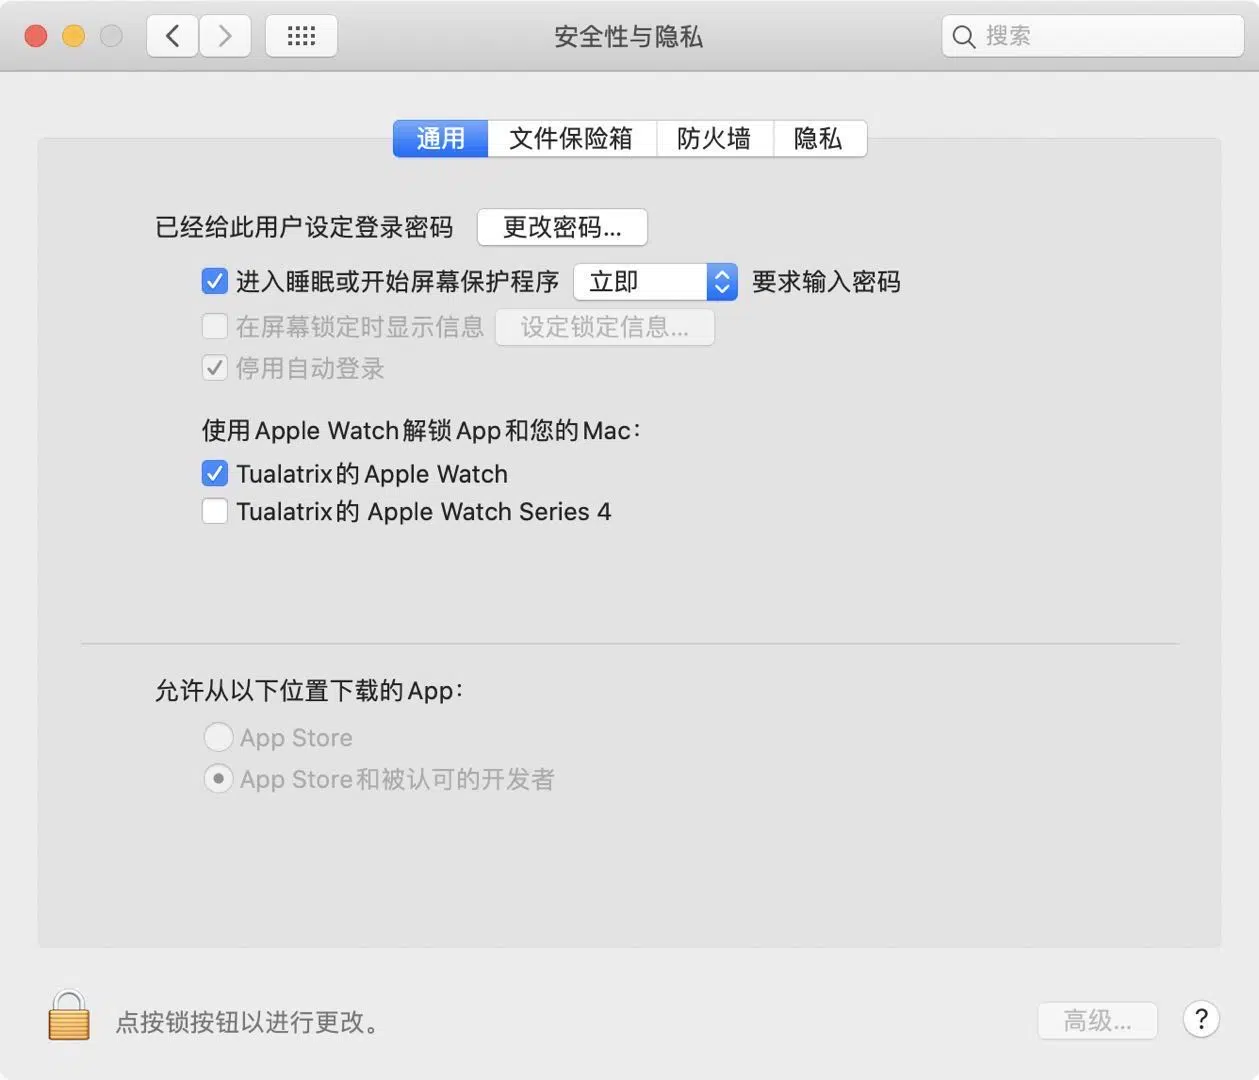 安全性与隐私
搜索
通用 文件保险箱 防火墙 隐私
已经给此用户设定登录密码 更改密码...
进入睡眠或开始屏幕保护程序 立即 要求输入密码
在屏幕锁定时显示信息 设定锁定信息...
停用自动登录
使用Apple Watch解锁App和您的Mac：
Tualatrix的Apple Watch
Tualatrix的 Apple Watch Series 4
允许从以下位置下载的App：
App Store
App Store和被认可的开发者
点按锁按钮以进行更改。
高级... ?